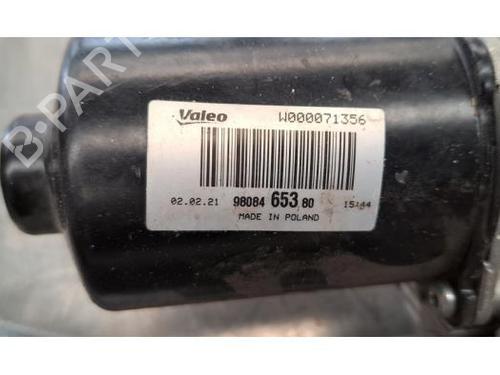 Valeo W000071356
02.02.21 98084 653 80 15:44
MADE IN POLAND
B-PARTS